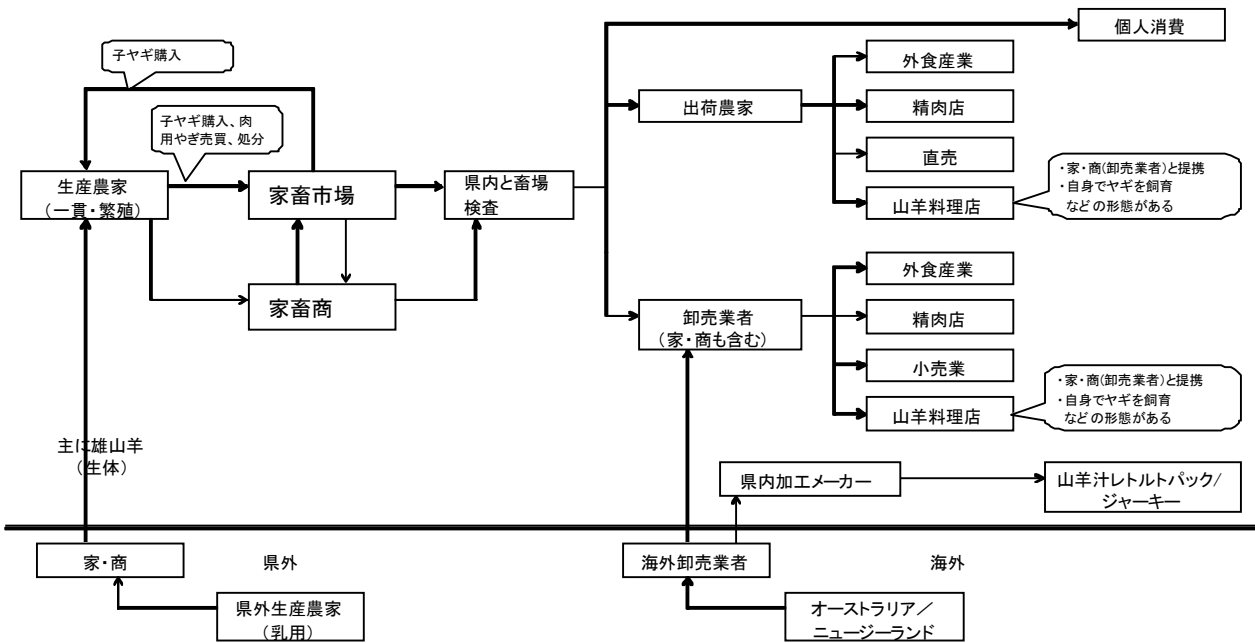 個人消費
子ヤギ購入
外食産業
出荷農家
精肉店
子ヤギ購入、肉
用やぎ売買、処分
直売
・家・商(卸売業者)と提携
・自身でヤギを飼育
などの形態がある
生産農家
(一貫・繁殖)
家畜市場
県内と畜場
検査
山羊料理店
外食産業
家畜商
卸売業者
(家・商も含む)
精肉店
小売業
・家・商(卸売業者)と提携
・自身でヤギを飼育
などの形態がある
山羊料理店
主に雄山羊
(生体)
県内加工メーカー
山羊汁レトルトパック/
ジャーキー
家・商
県外
海外卸売業者
海外
県外生産農家
(乳用)
オーストラリア/
ニュージーランド